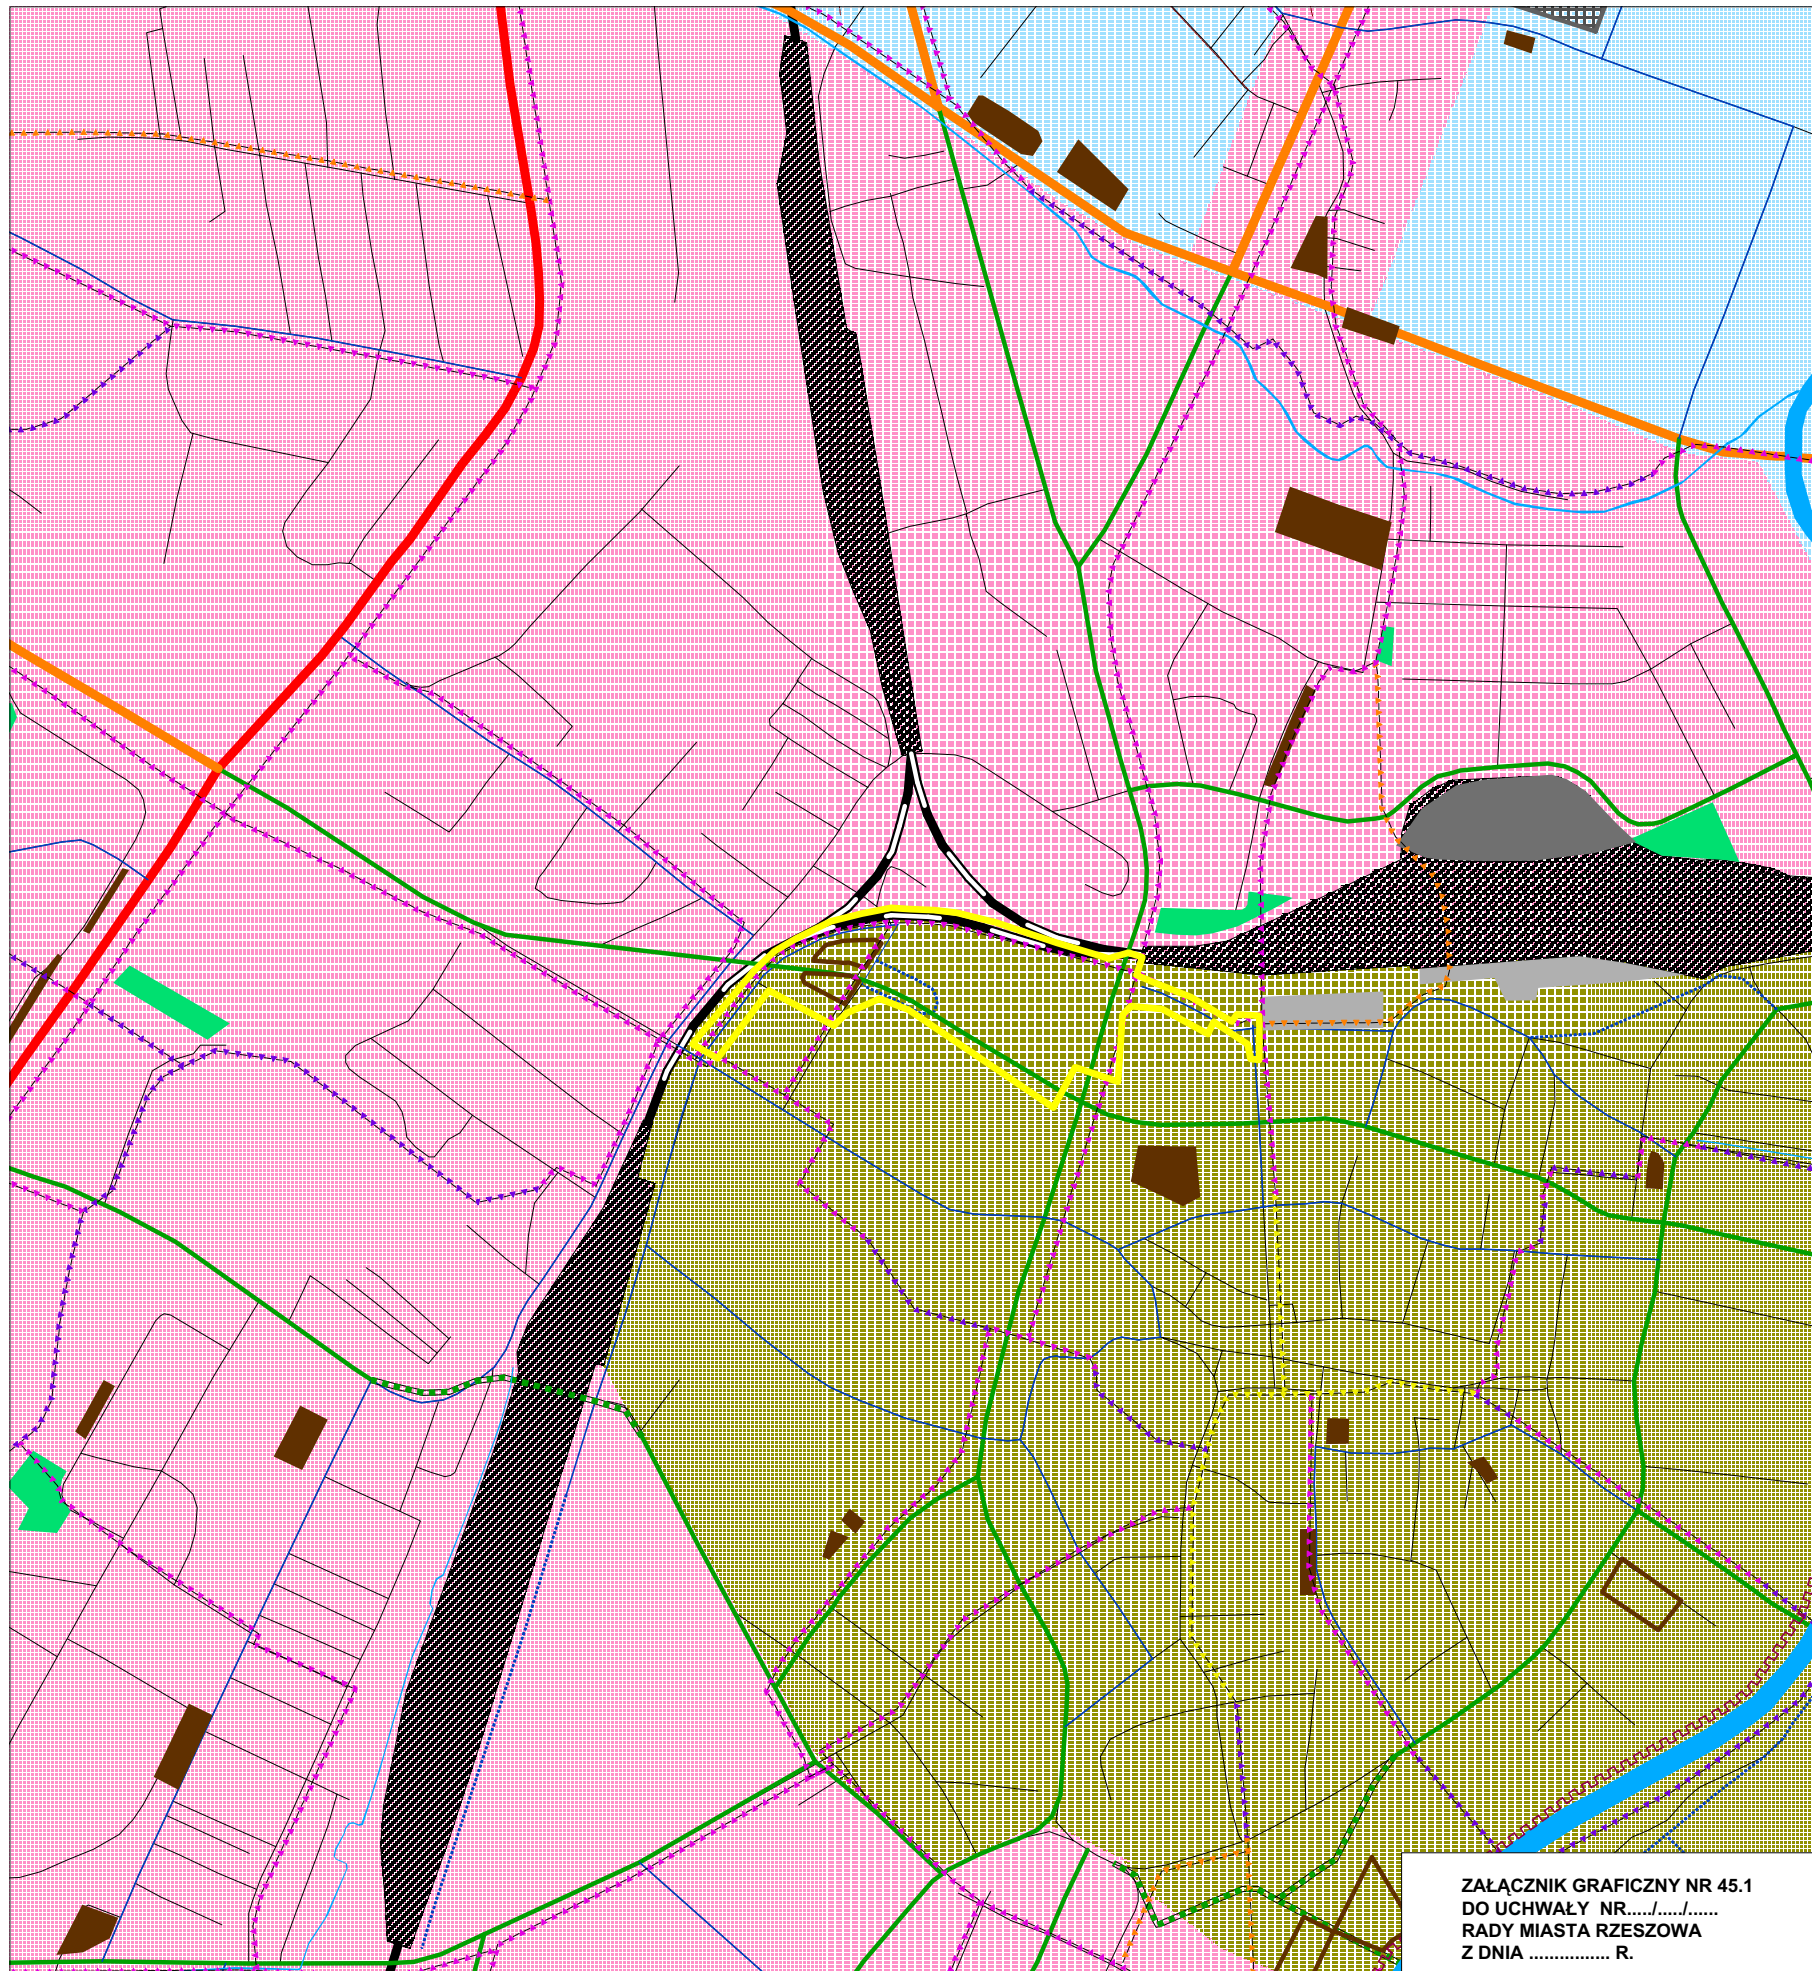 ZAŁĄCZNIK GRAFICZNY NR 45.1
DO UCHWAŁY NR...../...../......
RADY MIASTA RZESZOWA
Z DNIA ................ R.